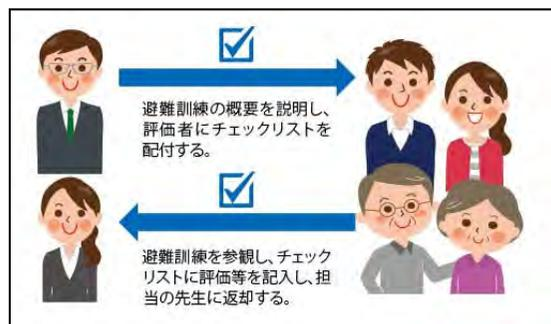 避難訓練の概要を説明し、
評価者にチェックリストを
配付する。
避難訓練を参観し、チェック
リストに評価等を記入し、担
当の先生に返却する。